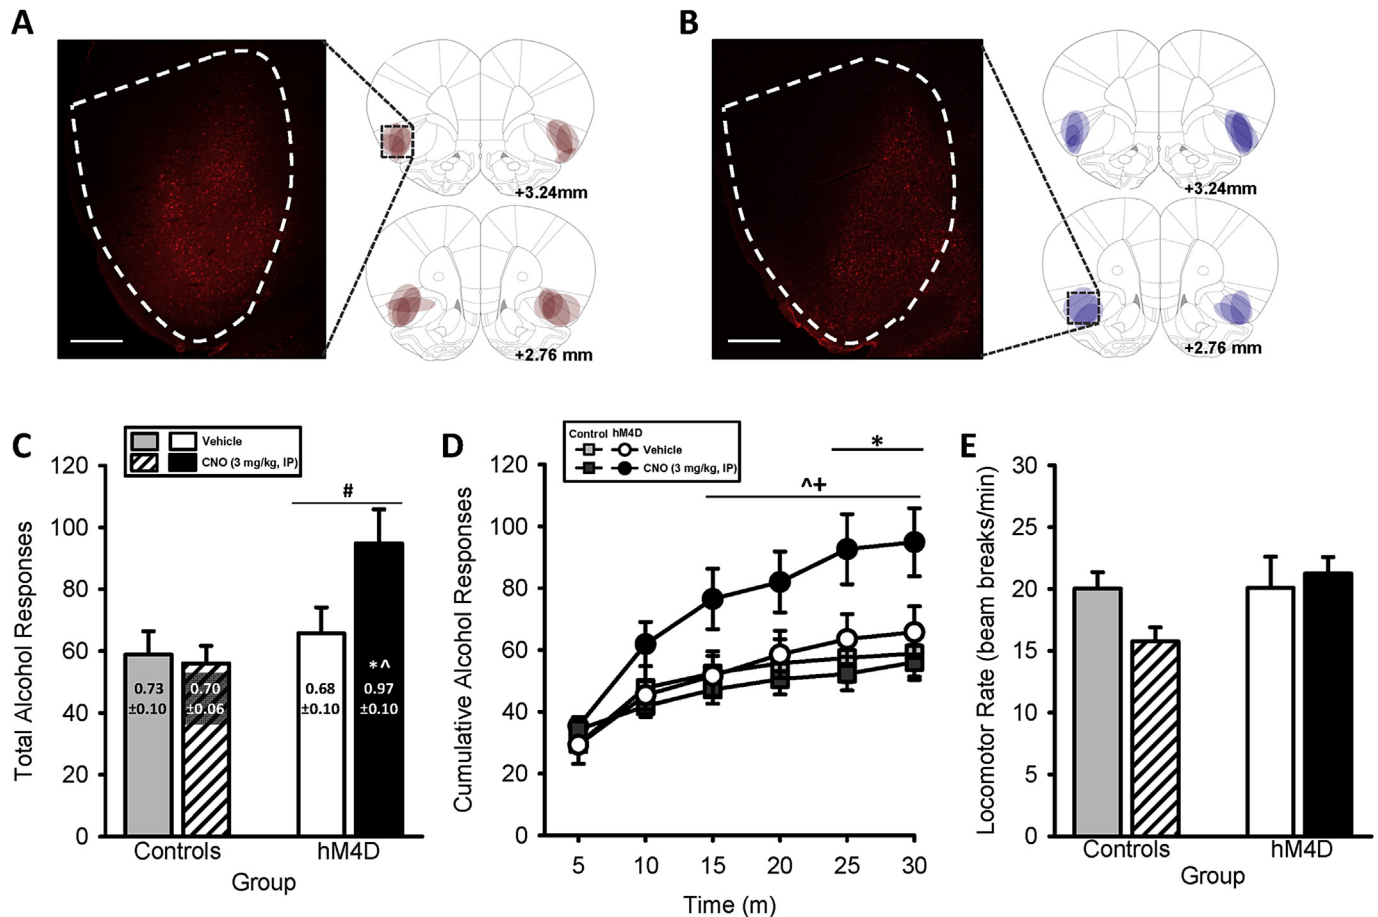 A
B
+3.24mm
+2.76 mm
+3.24mm
+2.76 mm
C
Vehicle
CNO (3 mg/kg, IP)
Total Alcohol Responses
120
100
80
60
40
20
0
#
0.73
±0.10
0.70
±0.06
0.68
±0.10
*^
0.97
±0.10
Controls
hM4D
Group
D
Control hM4D
Vehicle
CNO (3 mg/kg, IP)
*
^+
Cumulative Alcohol Responses
120
100
80
60
40
20
0
5 10 15 20 25 30
Time (m)
E
Locomotor Rate (beam breaks/min)
30
25
20
15
10
5
0
Controls
hM4D
Group